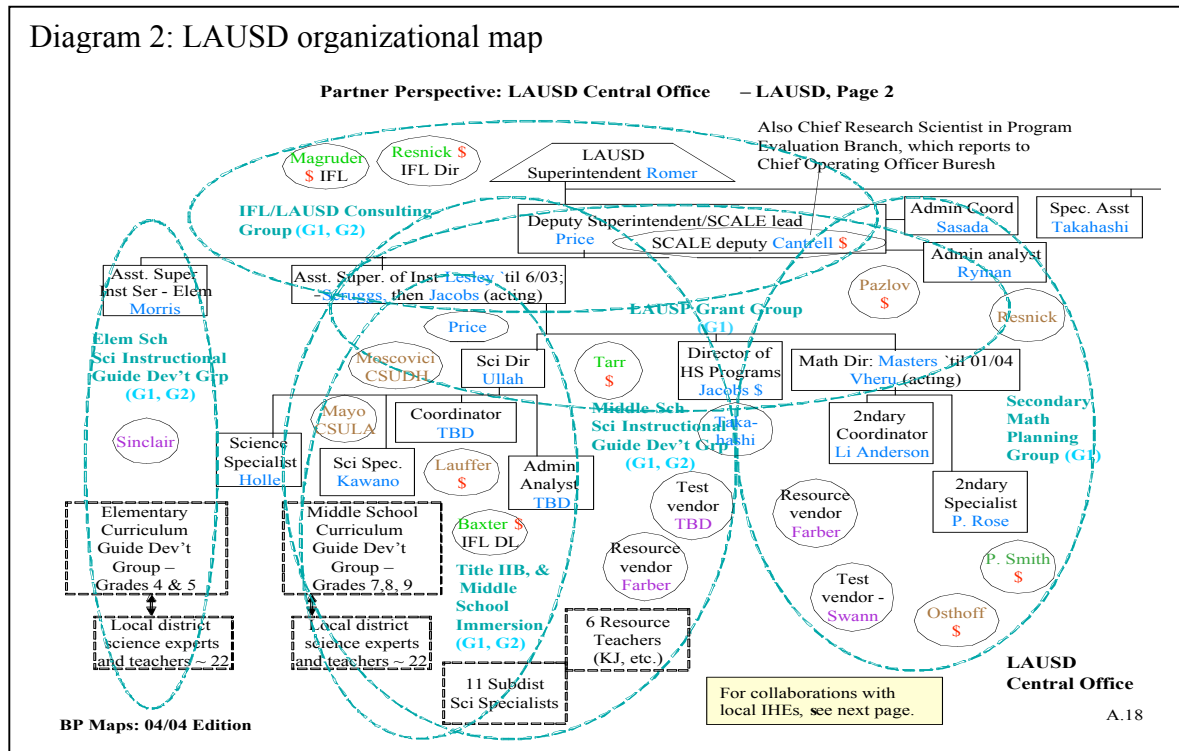 Diagram 2: LAUSD organizational map
Partner Perspective: LAUSD Central Office – LAUSD, Page 2
Also Chief Research Scientist in Program
Evaluation Branch, which reports to
Chief Operating Officer Buresh
Magruder
$ IFL
Resnick $
IFL Dir
LAUSD
Superintendent Romer
IFL/LAUSD Consulting
Group (G1, G2)
Deputy Superintendent/SCALE lead
Price
SCALE deputy Cantrell $
Admin Coord
Sasada
Spec. Asst
Takahashi
Admin analyst
Ryman
Asst. Super
Inst Ser - Elem
Morris
Asst. Super. of Inst Lesley `til 6/03;
–Scruggs, then Jacobs (acting)
Pazlov
$
Resnick
Price
LAUSP Grant Group
(G1)
Elem Sch
Sci Instructional
Guide Dev't Grp
(G1, G2)
Moscovici
CSUDH
Sci Dir
Ullah
Tarr
$
Director of
HS Programs
Jacobs $
Math Dir: Masters `til 01/04
Vheru (acting)
Sinclair
Mayo
CSULA
Coordinator
TBD
Middle Sch
Sci Instructional
Guide Dev't Grp
(G1, G2)
Taka-
hashi
2ndary
Coordinator
Li Anderson
Secondary
Math
Planning
Group (G1)
Science
Specialist
Holle
Sci Spec.
Kawano
Lauffer
$
Admin
Analyst
TBD
Test
vendor
TBD
Resource
vendor
Farber
2ndary
Specialist
P. Rose
Elementary
Curriculum
Guide Dev't
Group –
Grades 4 & 5
Middle School
Curriculum
Guide Dev't
Group –
Grades 7,8, 9
Baxter $
IFL DL
Resource
vendor
Farber
P. Smith
$
Title IIB, &
Middle
School
Immersion
(G1, G2)
Test
vendor -
Swann
Osthoff
$
Local district
science experts
and teachers ~ 22
Local district
science experts
and teachers ~ 22
6 Resource
Teachers
(KJ, etc.)
11 Subdist
Sci Specialists
For collaborations with
local IHEs, see next page.
LAUSD
Central Office
BP Maps: 04/04 Edition
A.18